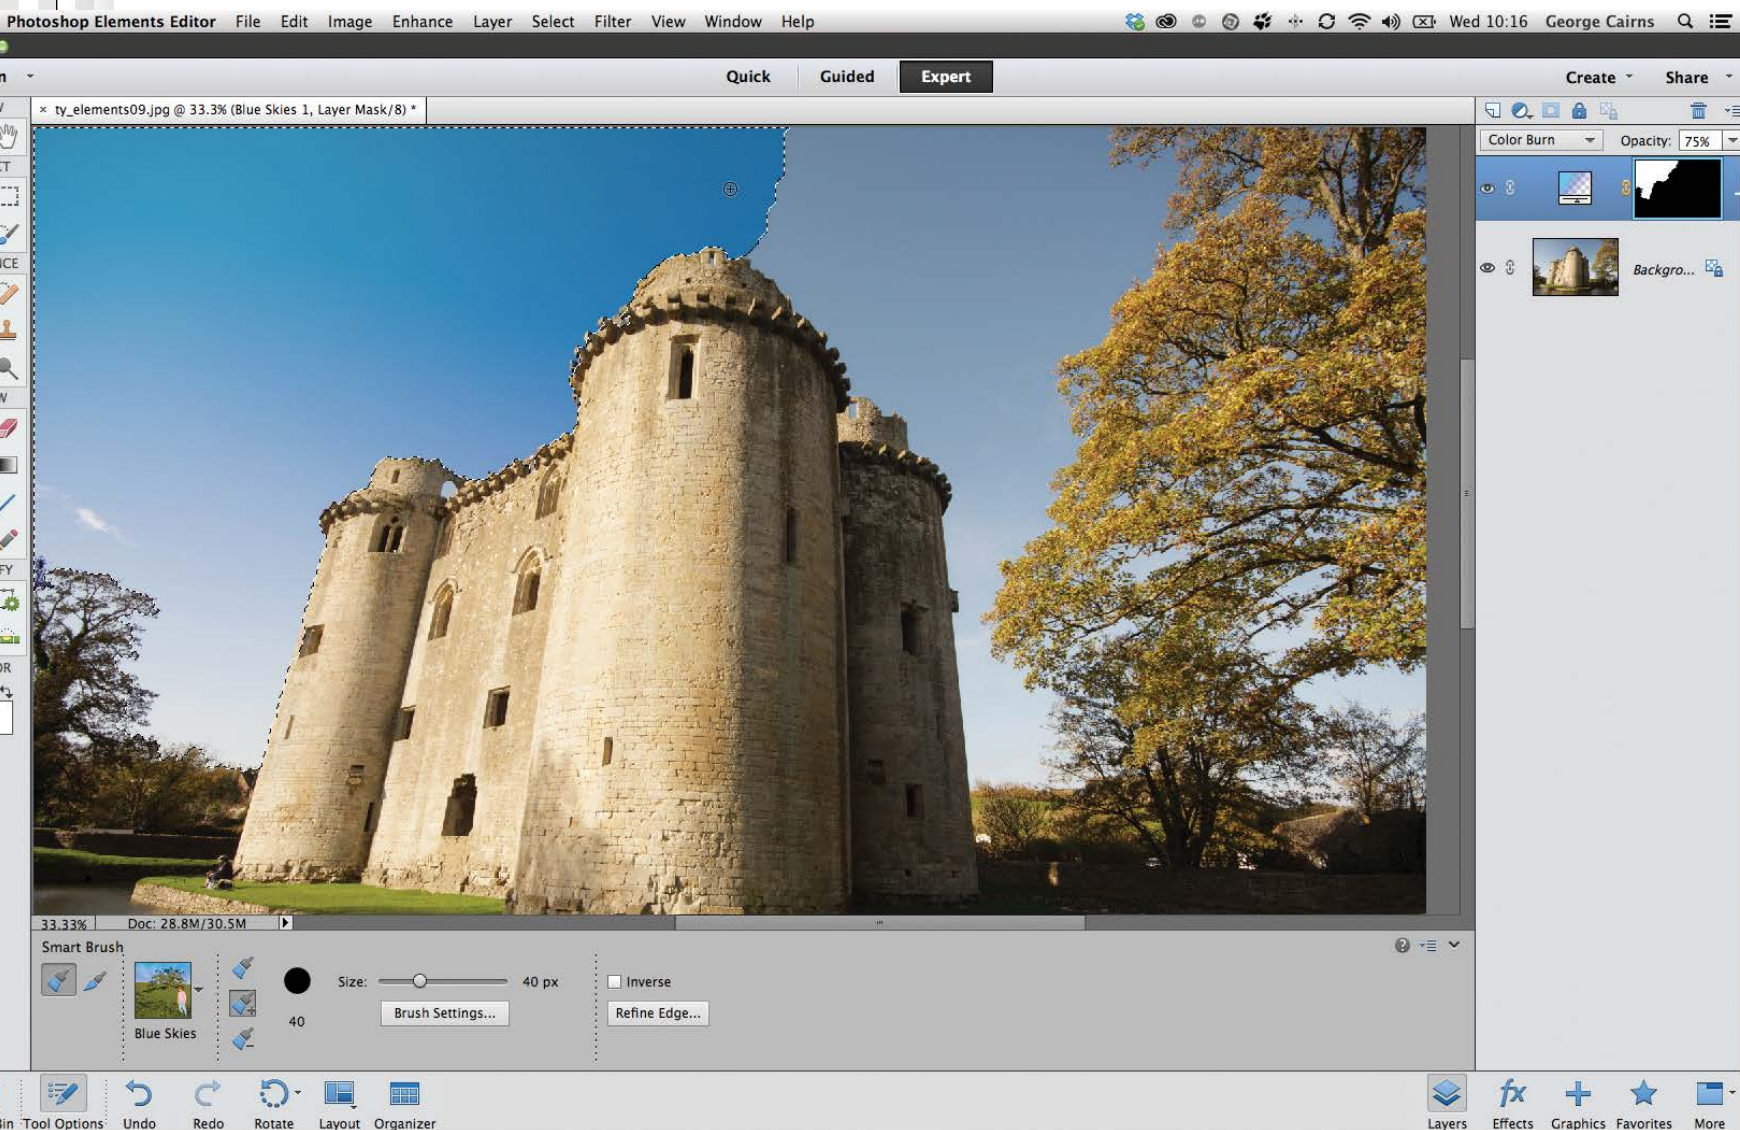 Photoshop Elements Editor File Edit Image Enhance Layer Select Filter View Window Help Wed 10:16 George Cairns
Quick Guided Expert Create Share
× ty_elements09.jpg @ 33.3% (Blue Skies 1, Layer Mask/8) *
Color Burn Opacity: 75%
Backgro...
33.33% Doc: 28.8M/30.5M
Smart Brush
Size: 40 px Inverse
Brush Settings... Refine Edge...
40
Blue Skies
Tool Options Undo Redo Rotate Layout Organizer Layers Effects Graphics Favorites More